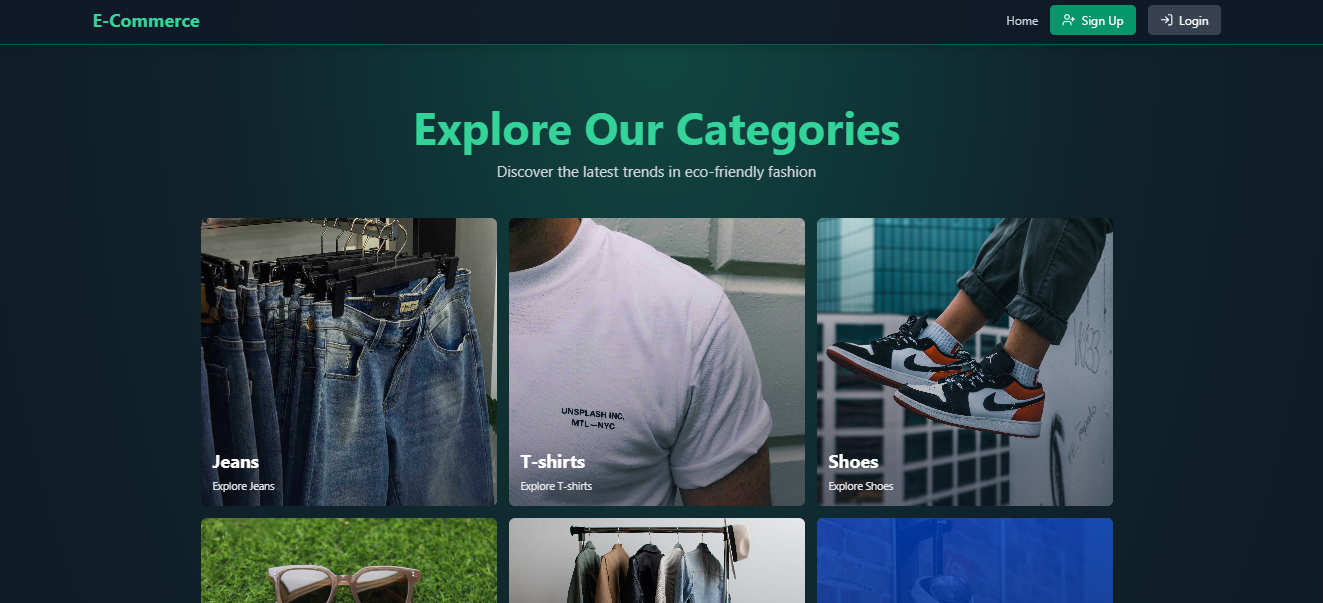 E-Commerce
Home
Sign Up
Login
Explore Our Categories
Discover the latest trends in eco-friendly fashion
UNSPLASH INC.
MTL—NYC
Jeans
Explore Jeans
T-shirts
Explore T-shirts
Shoes
Explore Shoes